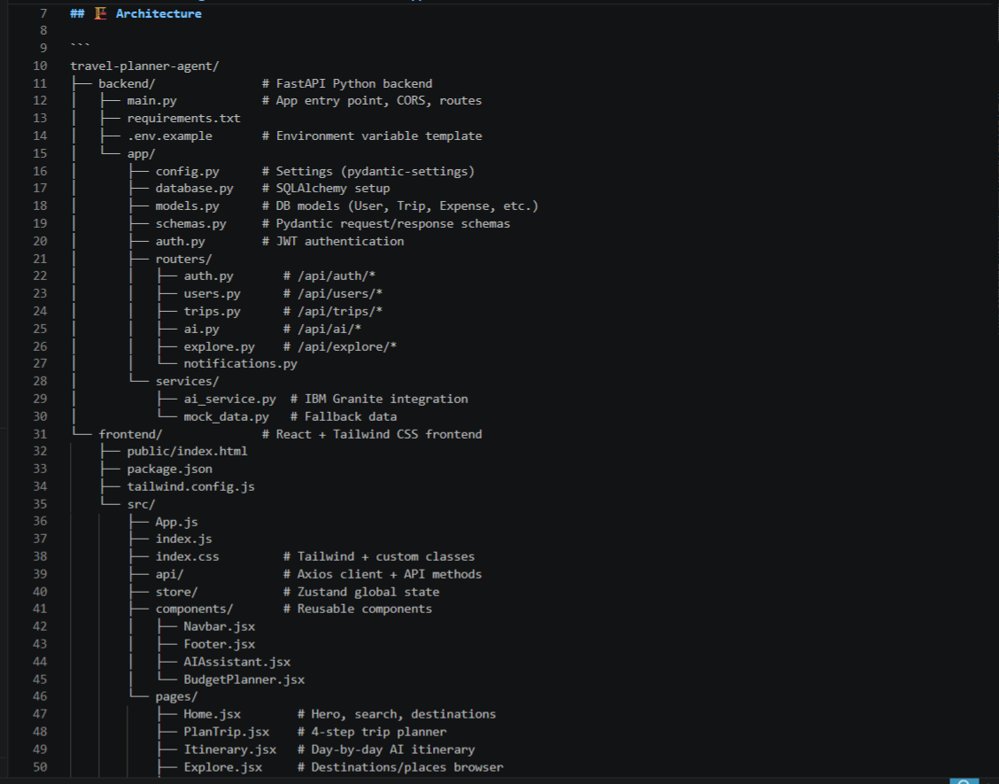 7 ## 🏗️ Architecture
8
9 ```
10 travel-planner-agent/
11 ├── backend/               # FastAPI Python backend
12 │   ├── main.py            # App entry point, CORS, routes
13 │   ├── requirements.txt
14 │   ├── .env.example       # Environment variable template
15 │   └── app/
16 │       ├── config.py      # Settings (pydantic-settings)
17 │       ├── database.py    # SQLAlchemy setup
18 │       ├── models.py      # DB models (User, Trip, Expense, etc.)
19 │       ├── schemas.py     # Pydantic request/response schemas
20 │       ├── auth.py        # JWT authentication
21 │       ├── routers/
22 │       │   ├── auth.py       # /api/auth/*
23 │       │   ├── users.py      # /api/users/*
24 │       │   ├── trips.py      # /api/trips/*
25 │       │   ├── ai.py         # /api/ai/*
26 │       │   ├── explore.py    # /api/explore/*
27 │       │   └── notifications.py
28 │       └── services/
29 │           ├── ai_service.py  # IBM Granite integration
30 │           └── mock_data.py   # Fallback data
31 └── frontend/              # React + Tailwind CSS frontend
32     ├── public/index.html
33     ├── package.json
34     ├── tailwind.config.js
35     └── src/
36         ├── App.js
37         ├── index.js
38         ├── index.css         # Tailwind + custom classes
39         ├── api/              # Axios client + API methods
40         ├── store/            # Zustand global state
41         ├── components/       # Reusable components
42         │   ├── Navbar.jsx
43         │   ├── Footer.jsx
44         │   ├── AIAssistant.jsx
45         │   └── BudgetPlanner.jsx
46         └── pages/
47             ├── Home.jsx        # Hero, search, destinations
48             ├── PlanTrip.jsx    # 4-step trip planner
49             ├── Itinerary.jsx   # Day-by-day AI itinerary
50             ├── Explore.jsx     # Destinations/places browser